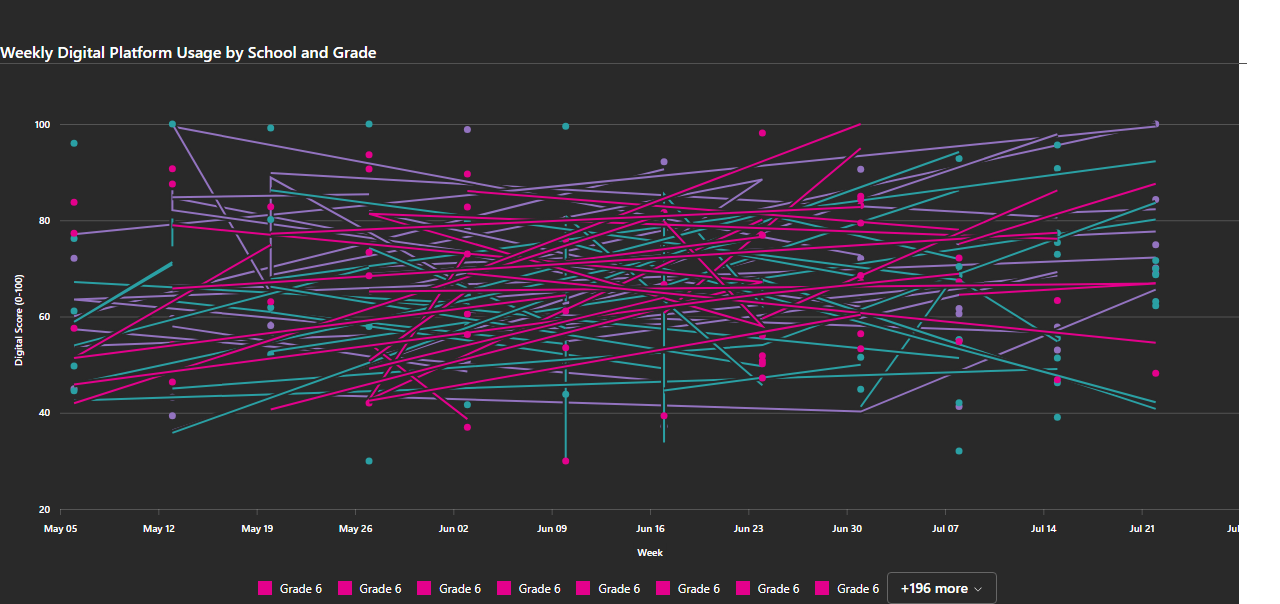 Weekly Digital Platform Usage by School and Grade
100
80
60
40
20
Digital Score (0-100)
May 05 May 12 May 19 May 26 Jun 02 Jun 09 Jun 16 Jun 23 Jun 30 Jul 07 Jul 14 Jul 21 Jul
Week
Grade 6 Grade 6 Grade 6 Grade 6 Grade 6 Grade 6 Grade 6 Grade 6 +196 more